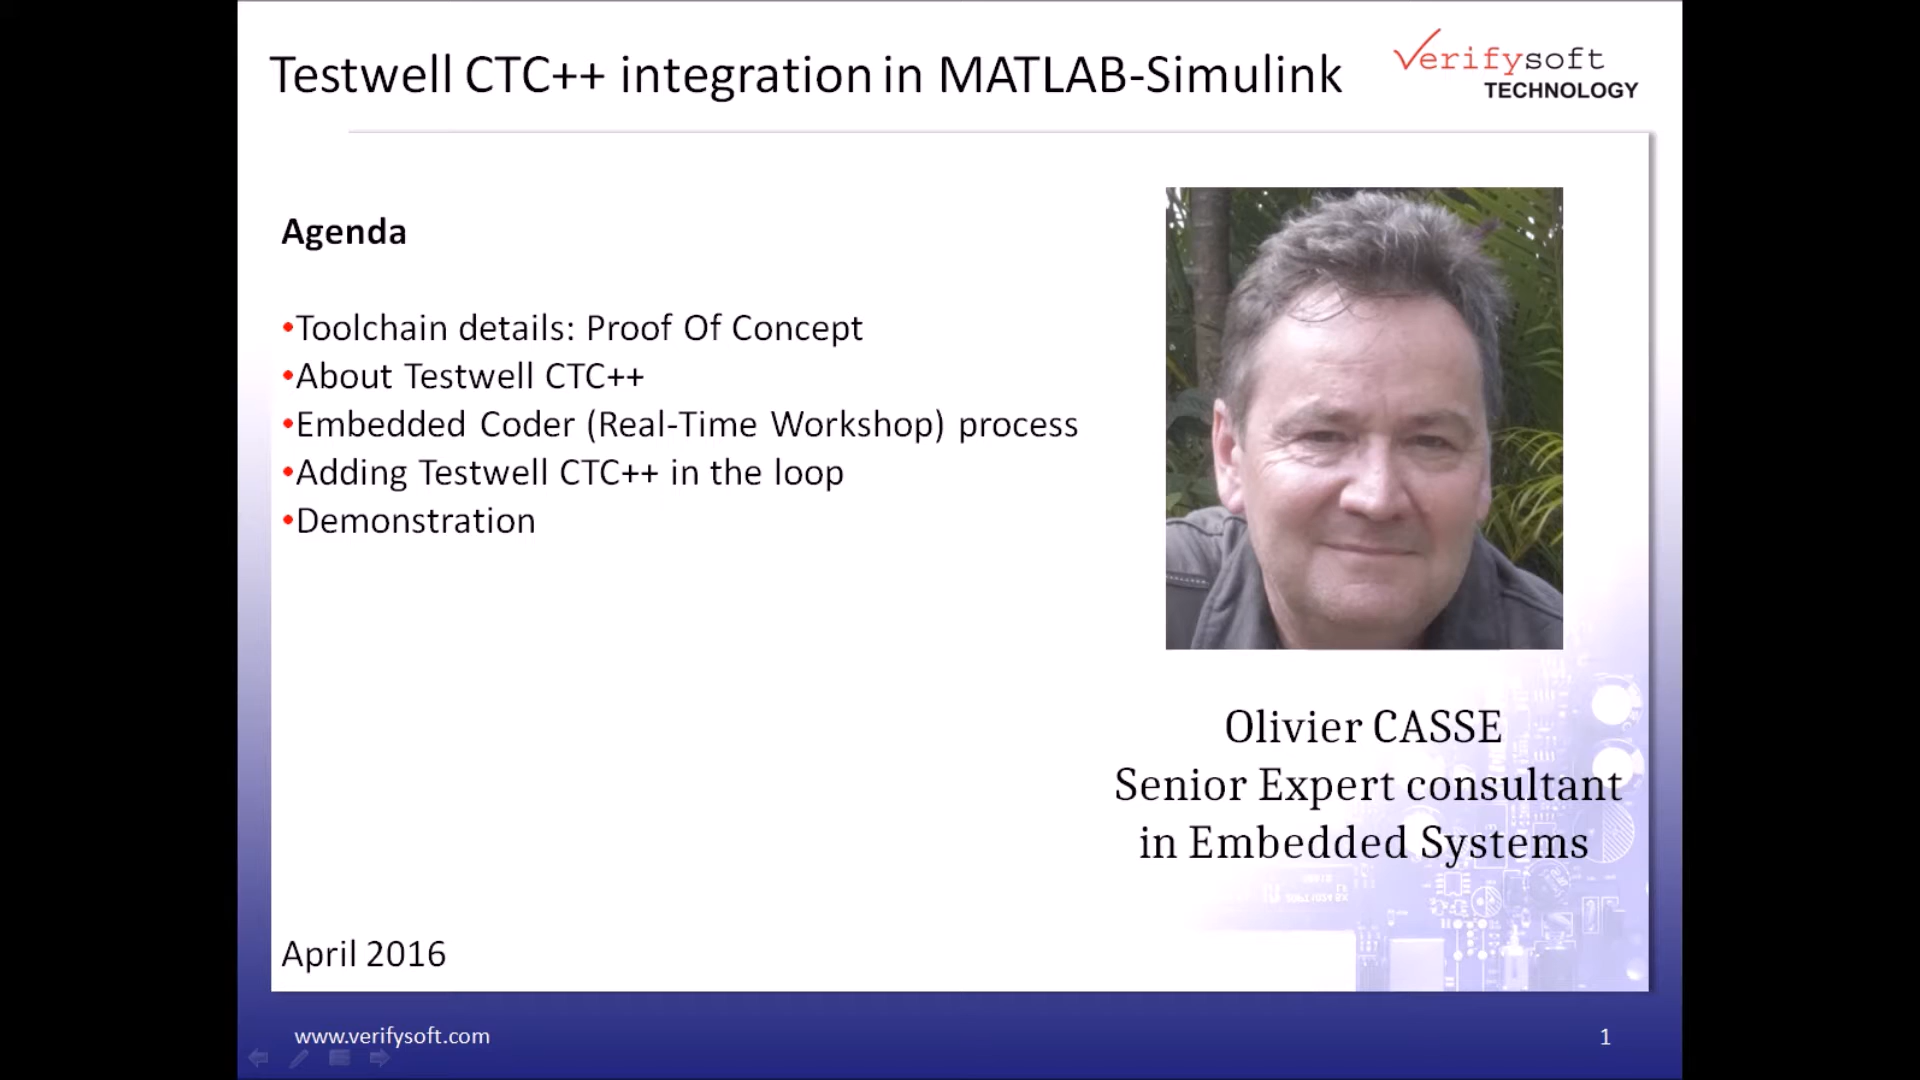 Testwell CTC++ integration in MATLAB-Simulink
Verifysoft
TECHNOLOGY
Agenda
•Toolchain details: Proof Of Concept
•About Testwell CTC++
•Embedded Coder (Real-Time Workshop) process
•Adding Testwell CTC++ in the loop
•Demonstration
Olivier CASSE
Senior Expert consultant
in Embedded Systems
April 2016
www.verifysoft.com
1